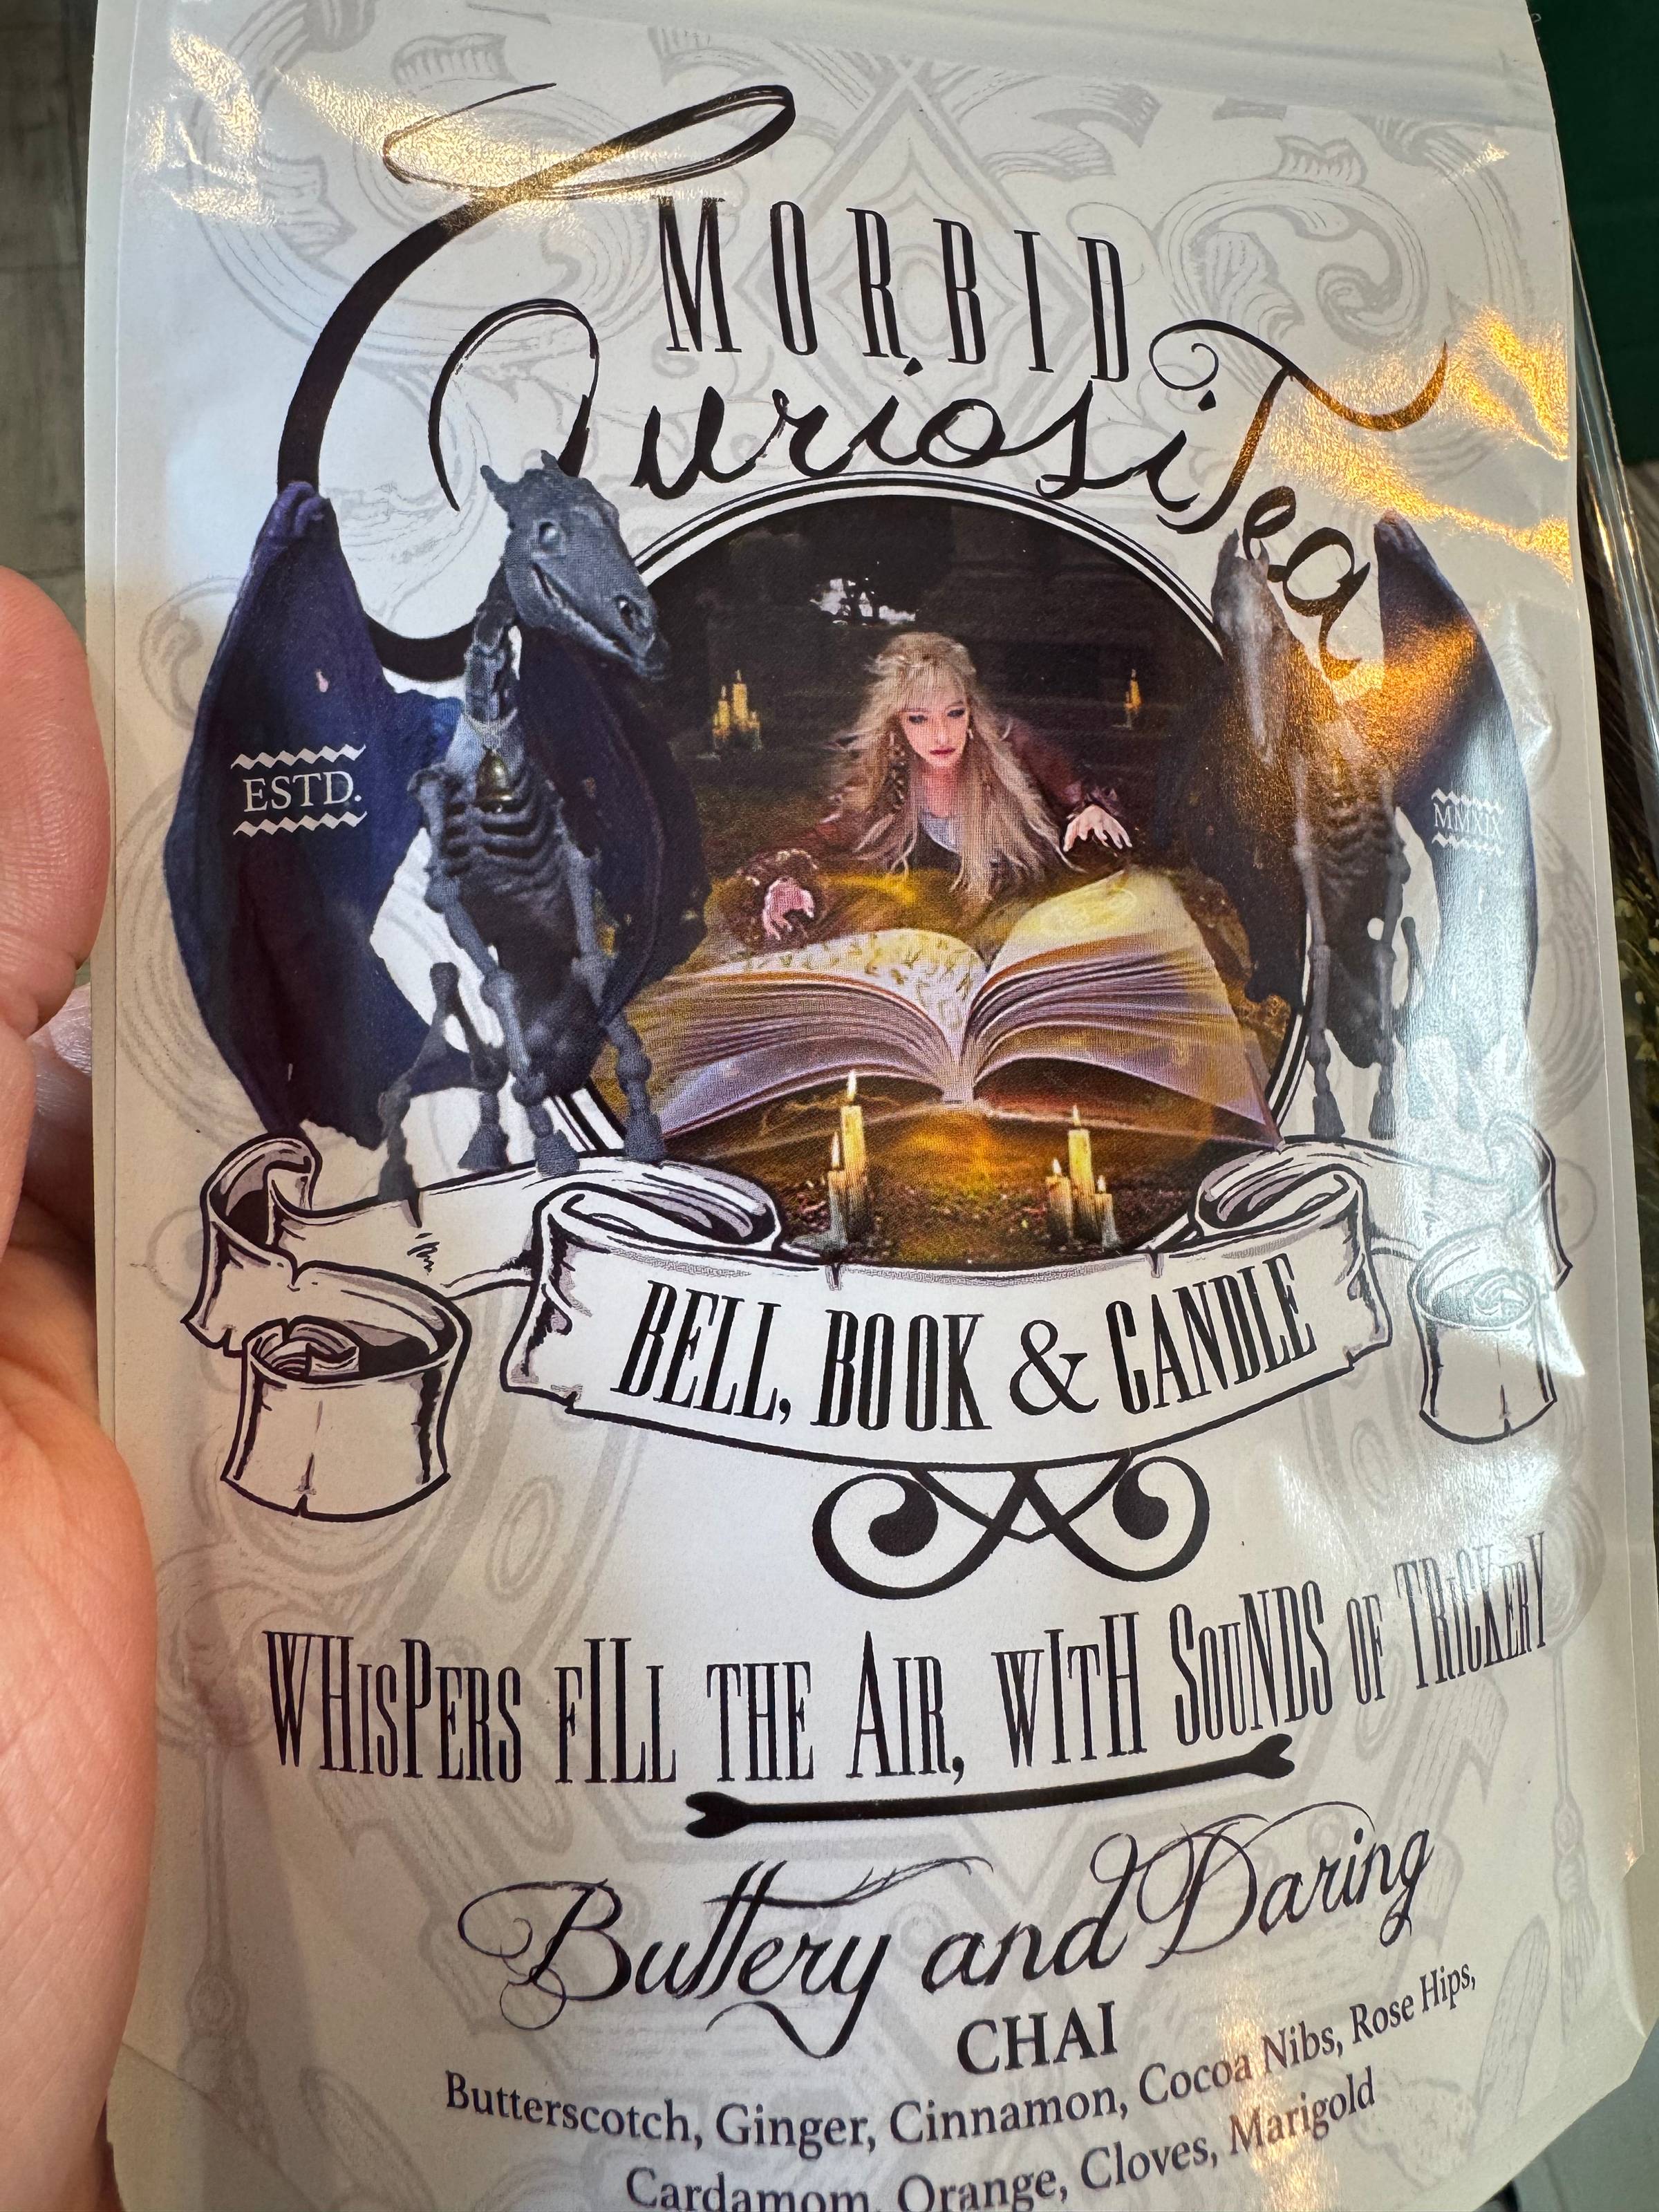 MORBID
CuriosiTea
ESTD.
MMXIX
BELL, BOOK & CANDLE
WHisPERS FILL THE AIR, WITH SouNDS OF TRiCKERY
Buttery and Daring
CHAI
Butterscotch, Ginger, Cinnamon, Cocoa Nibs, Rose Hips,
Cardamom, Orange, Cloves, Marigold